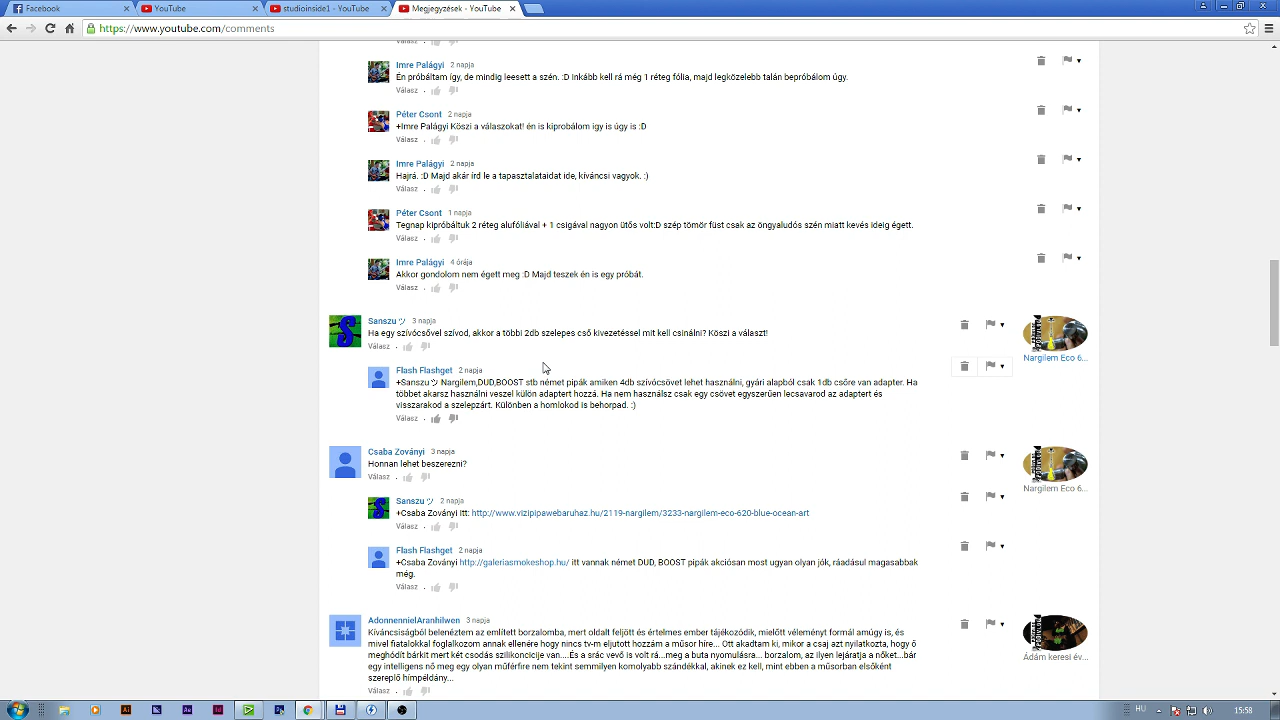 Facebook
YouTube
studioinside1 - YouTube
Megjegyzések - YouTube
https://www.youtube.com/comments
Válasz
Imre Palágyi 2 napja
Én próbáltam így, de mindig leesett a szén. :D Inkább kell rá még 1 réteg fólia, majd legközelebb talán bepróbálom úgy.
Válasz
Péter Csont 2 napja
+Imre Palágyi Köszi a válaszokat! én is kiprobálom igy is úgy is :D
Válasz
Imre Palágyi 2 napja
Hajrá. :D Majd akár írd le a tapasztalataidat ide, kíváncsi vagyok. :)
Válasz
Péter Csont 1 napja
Tegnap kipróbáltuk 2 réteg alufóliával + 1 csigával nagyon ütős volt:D szép tömör füst csak az öngyaludós szén miatt kevés ideig égett.
Válasz
Imre Palágyi 4 órája
Akkor gondolom nem égett meg :D Majd teszek én is egy próbát.
Válasz
Sanszu ツ 3 napja
Ha egy szívócsővel szívod, akkor a többi 2db szelepes cső kivezetéssel mit kell csinálni? Köszi a választ!
Válasz
Nargilem Eco 6...
Flash Flashget 2 napja
+Sanszu ツ Nargilem,DUD,BOOST stb német pipák amiken 4db szivócsövet lehet használni, gyári alapból csak 1db csőre van adapter. Ha
többet akarsz használni veszel külön adaptert hozzá. Ha nem használsz csak egy csövet egyszerűen lecsavarod az adaptert és
visszarakod a szelepzárt. Különben a homlokod is behorpad. :)
Válasz
Csaba Zoványi 3 napja
Honnan lehet beszerezni?
Válasz
Nargilem Eco 6...
Sanszu ツ 2 napja
+Csaba Zoványi Itt: http://www.vizipipawebaruhaz.hu/2119-nargilem/3233-nargilem-eco-620-blue-ocean-art
Válasz
Flash Flashget 2 napja
+Csaba Zoványi http://galeriasmokeshop.hu/ itt vannak német DUD, BOOST pipák akciósan most ugyan olyan jók, ráadásul magasabbak
még.
Válasz
AdonnennielAranhilwen 3 napja
Kíváncsiságból belenéztem az említett borzalomba, mert oldalt feljött és értelmes ember tájékozódik, mielőtt véleményt formál amúgy is, és
mivel fiatalokkal foglalkozom annak ellenére hogy nincs tv-m eljutott hozzám a műsor híre... Ott akadtam ki, mikor a csaj azt nyilatkozta, hogy ő
meghódít bárkit mert két csodás szilikoncicije van....És a srác vevő is volt rá...meg a buta nyomulásra... borzalom, az ilyen lejáratja a nőket...bár
egy intelligens nő meg egy olyan műférfire nem tekint semmilyen komolyabb szándékkal, akinek ez kell, mint ebben a műsorban elsőként
szereplő hímpéldány...
Válasz
Ádám keresi év...
HU
15:58